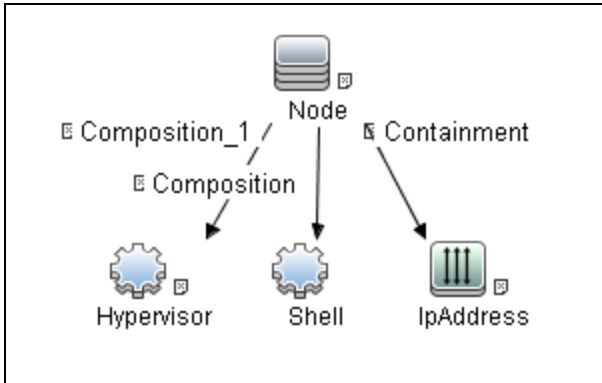 Node
Composition_1
Containment
Composition
Hypervisor
Shell
IpAddress